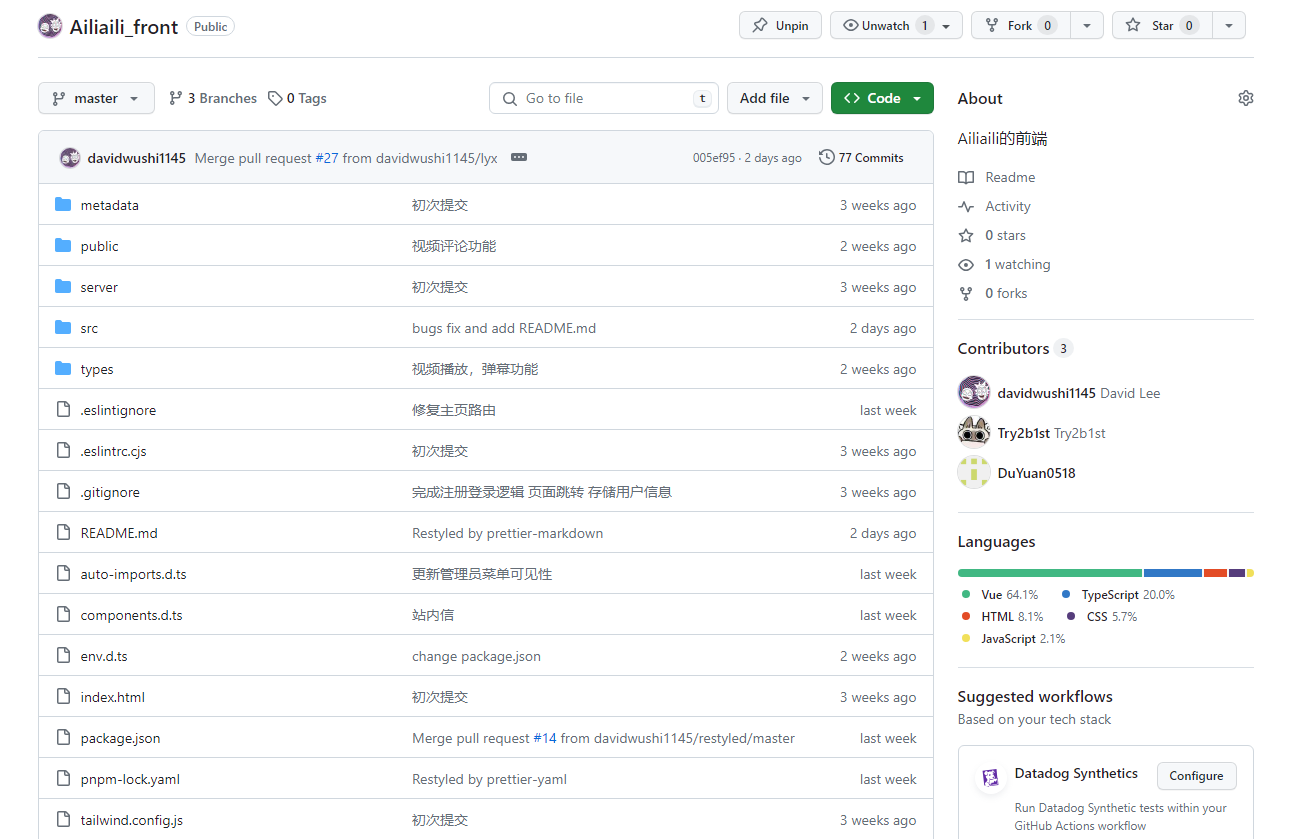 Ailiaili_front Public Unpin Unwatch 1 Fork 0 Star 0
master 3 Branches 0 Tags Go to file t Add file Code
davidwushi1145 Merge pull request #27 from davidwushi1145/lyx 005ef95 · 2 days ago 77 Commits
metadata 初次提交 3 weeks ago
public 视频评论功能 2 weeks ago
server 初次提交 3 weeks ago
src bugs fix and add README.md 2 days ago
types 视频播放，弹幕功能 2 weeks ago
.eslintignore 修复主页路由 last week
.eslintrc.cjs 初次提交 3 weeks ago
.gitignore 完成注册登录逻辑 页面跳转 存储用户信息 3 weeks ago
README.md Restyled by prettier-markdown 2 days ago
auto-imports.d.ts 更新管理员菜单可见性 last week
components.d.ts 站内信 last week
env.d.ts change package.json 2 weeks ago
index.html 初次提交 3 weeks ago
package.json Merge pull request #14 from davidwushi1145/restyled/master last week
pnpm-lock.yaml Restyled by prettier-yaml last week
tailwind.config.js 初次提交 3 weeks ago
About
Ailiaili的前端
Readme
Activity
0 stars
1 watching
0 forks
Contributors 3
davidwushi1145 David Lee
Try2b1st Try2b1st
DuYuan0518
Languages
Vue 64.1% TypeScript 20.0%
HTML 8.1% CSS 5.7%
JavaScript 2.1%
Suggested workflows
Based on your tech stack
Datadog Synthetics Configure
Run Datadog Synthetic tests within your
GitHub Actions workflow